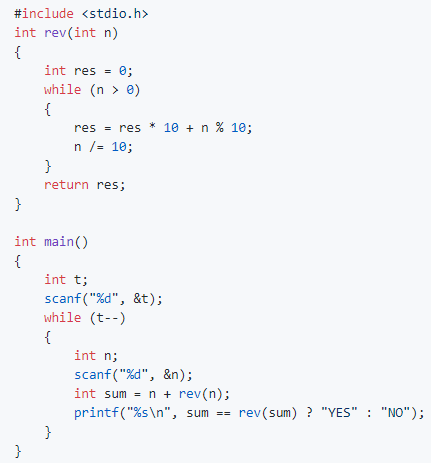 #include <stdio.h>
int rev(int n)
{
    int res = 0;
    while (n > 0)
    {
        res = res * 10 + n % 10;
        n /= 10;
    }
    return res;
}

int main()
{
    int t;
    scanf("%d", &t);
    while (t--)
    {
        int n;
        scanf("%d", &n);
        int sum = n + rev(n);
        printf("%s\n", sum == rev(sum) ? "YES" : "NO");
    }
}